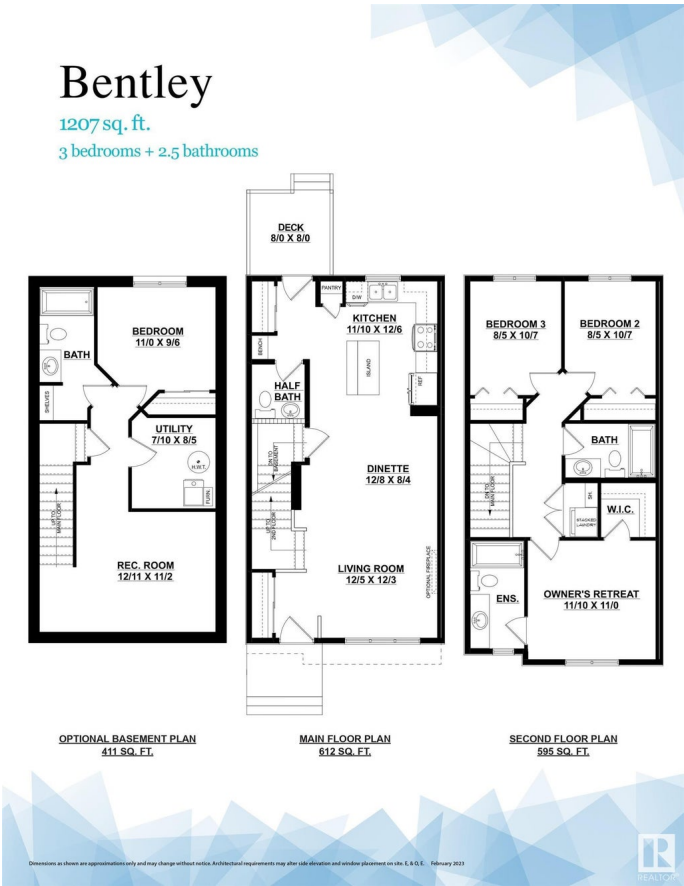 Bentley
1207 sq. ft.
3 bedrooms + 2.5 bathrooms
DECK
8/0 X 8/0
BEDROOM
11/0 X 9/6
BATH
SHELVES
UTILITY
7/10 X 8/5
H.W.T.
FURN.
UP TO
MAIN FLOOR
REC. ROOM
12/11 X 11/2
PANTRY
D/W
KITCHEN
11/10 X 12/6
BENCH
ISLAND
REF.
HALF
BATH
DN TO
BASEMENT
DINETTE
12/8 X 8/4
UP TO
2ND FLOOR
LIVING ROOM
12/5 X 12/3
OPTIONAL FIREPLACE
BEDROOM 3
8/5 X 10/7
BEDROOM 2
8/5 X 10/7
BATH
DN TO
MAIN FLOOR
SH.
STACKED
LAUNDRY
W.I.C.
ENS.
OWNER'S RETREAT
11/10 X 11/0
OPTIONAL BASEMENT PLAN
411 SQ. FT.
MAIN FLOOR PLAN
612 SQ. FT.
SECOND FLOOR PLAN
595 SQ. FT.
Dimensions as shown are approximations only and may change without notice. Architectural requirements may alter side elevation and window placement on site. E, & O, E. February 2023
R
REALTOR®